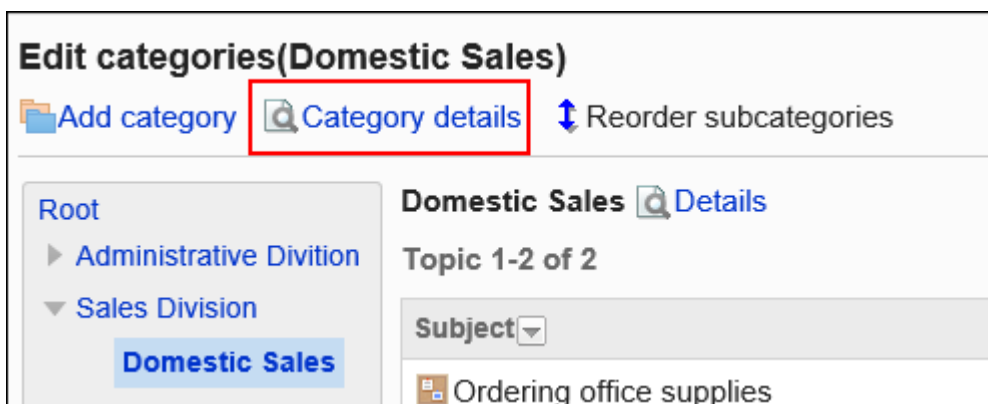 Edit categories(Domestic Sales)
Add category Category details Reorder subcategories
Root
Administrative Divition
Sales Division
Domestic Sales
Domestic Sales Details
Topic 1-2 of 2
Subject
Ordering office supplies